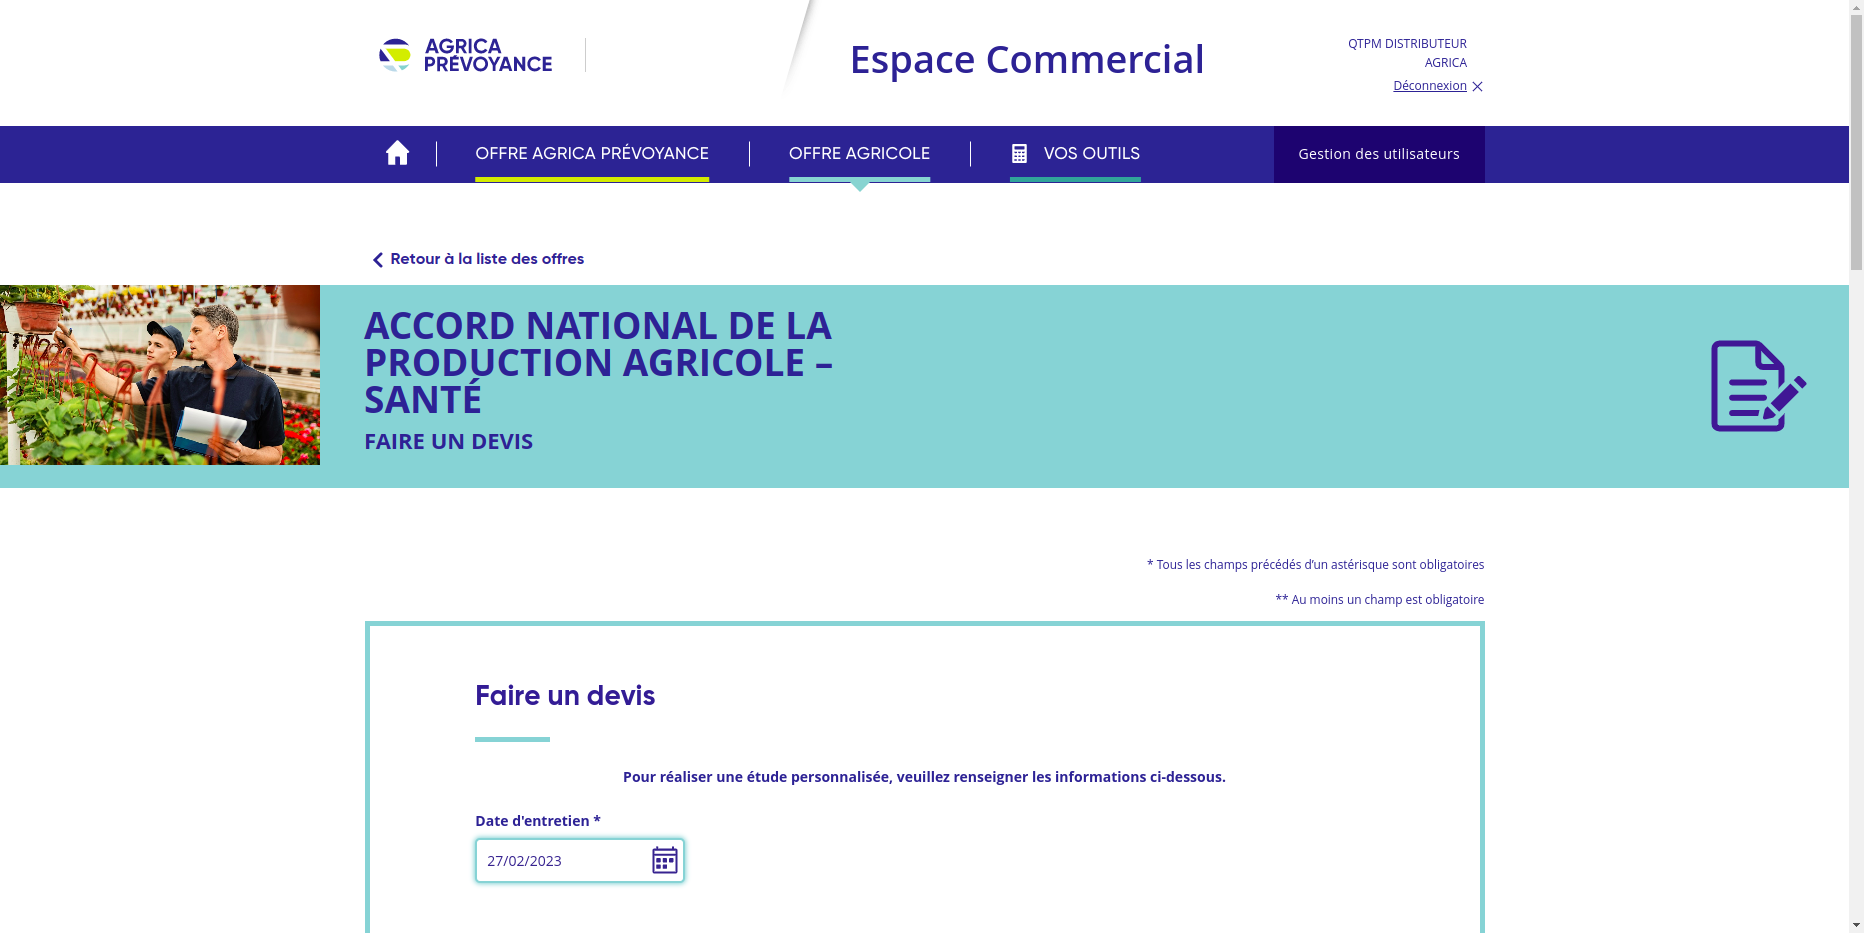 AGRICA
PRÉVOYANCE
Espace Commercial
QTPM DISTRIBUTEUR
AGRICA
Déconnexion
OFFRE AGRICA PRÉVOYANCE
OFFRE AGRICOLE
VOS OUTILS
Gestion des utilisateurs
Retour à la liste des offres
ACCORD NATIONAL DE LA
PRODUCTION AGRICOLE –
SANTÉ
FAIRE UN DEVIS
* Tous les champs précédés d'un astérisque sont obligatoires
** Au moins un champ est obligatoire
Faire un devis
Pour réaliser une étude personnalisée, veuillez renseigner les informations ci-dessous.
Date d'entretien *
27/02/2023